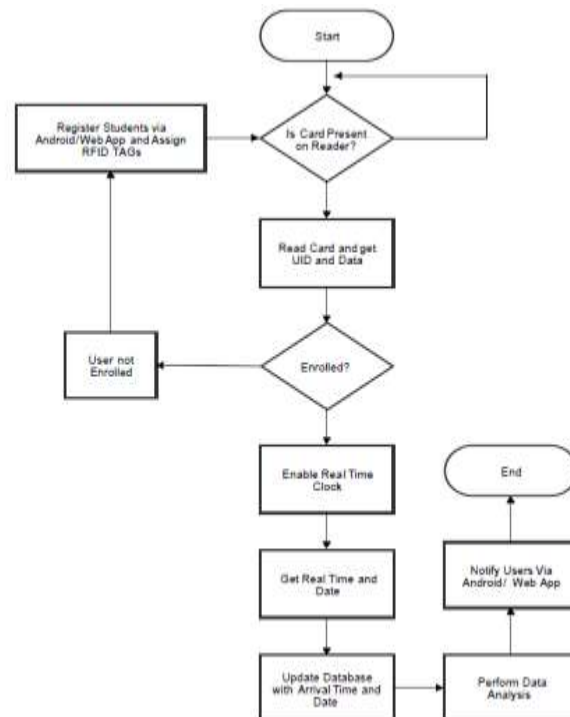 Start
Is Card Present
on Reader?
Register Students via
Android/Web App and Assign
RFID TAGs
Read Card and get
UID and Data
Enrolled?
User not
Enrolled
Enable Real Time
Clock
Get Real Time and
Date
Update Database
with Arrival Time and
Date
Perform Data
Analysis
Notify Users Via
Android/ Web App
End